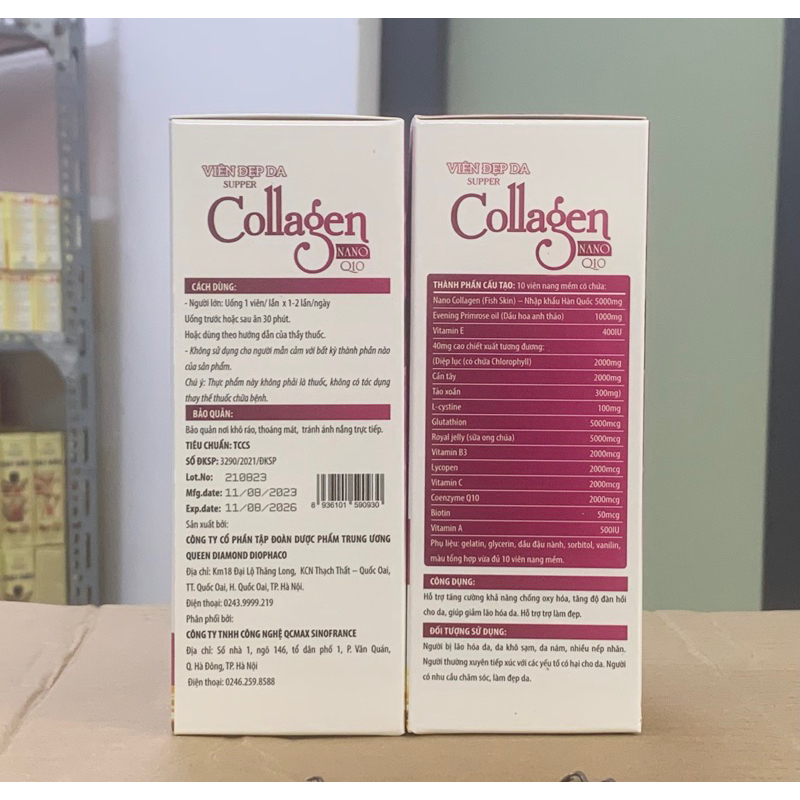 VIÊN ĐẸP DA
SUPPER
Collagen
NANO
Q10
CÁCH DÙNG:
- Người lớn: Uống 1 viên/ lần x 1-2 lần/ngày
Uống trước hoặc sau ăn 30 phút.
Hoặc dùng theo hướng dẫn của thầy thuốc.
- Không sử dụng cho người mẫn cảm với bất kỳ thành phần nào
của sản phẩm.
Chú ý: Thực phẩm này không phải là thuốc, không có tác dụng
thay thế thuốc chữa bệnh.
BẢO QUẢN:
Bảo quản nơi khô ráo, thoáng mát, tránh ánh nắng trực tiếp.
TIÊU CHUẨN: TCCS
SỐ ĐKSP: 3290/2021/ĐKSP
Lot.No: 210823
Mfg.date: 11/08/2023
Exp.date: 11/08/2026
8 936101 590930
Sản xuất bởi:
CÔNG TY CỔ PHẦN TẬP ĐOÀN DƯỢC PHẨM TRUNG ƯƠNG
QUEEN DIAMOND DIOPHACO
Địa chỉ: Km18 Đại Lộ Thăng Long, KCN Thạch Thất – Quốc Oai,
TT. Quốc Oai, H. Quốc Oai, TP. Hà Nội.
Điện thoại: 0243.9999.219
Phân phối bởi:
CÔNG TY TNHH CÔNG NGHỆ QCMAX SINOFRANCE
Địa chỉ: Số nhà 1, ngõ 146, tổ dân phố 1, P. Văn Quán,
Q. Hà Đông, TP. Hà Nội
Điện thoại: 0246.259.8588
VIÊN ĐẸP DA
SUPPER
Collagen
NANO
Q10
THÀNH PHẦN CẤU TẠO: 10 viên nang mềm có chứa:
Nano Collagen (Fish Skin) – Nhập khẩu Hàn Quốc 5000mg
Evening Primrose oil (Dầu hoa anh thảo) 1000mg
Vitamin E 400IU
40mg cao chiết xuất tương đương:
(Diệp lục (có chứa Chlorophyll) 2000mg
Cần tây 2000mg
Tảo xoắn 300mg)
L-cystine 100mg
Glutathion 5000mcg
Royal jelly (sữa ong chúa) 5000mcg
Vitamin B3 2000mcg
Lycopen 2000mcg
Vitamin C 2000mcg
Coenzyme Q10 2000mcg
Biotin 50mcg
Vitamin A 500IU
Phụ liệu: gelatin, glycerin, dầu đậu nành, sorbitol, vanilin,
màu tổng hợp vừa đủ 10 viên nang mềm.
CÔNG DỤNG:
Hỗ trợ tăng cường khả năng chống oxy hóa, tăng độ đàn hồi
cho da, giúp giảm lão hóa da. Hỗ trợ làm đẹp.
ĐỐI TƯỢNG SỬ DỤNG:
Người bị lão hóa da, da khô sạm, da nám, nhiều nếp nhăn.
Người thường xuyên tiếp xúc với các yếu tố có hại cho da. Người
có nhu cầu chăm sóc, làm đẹp da.